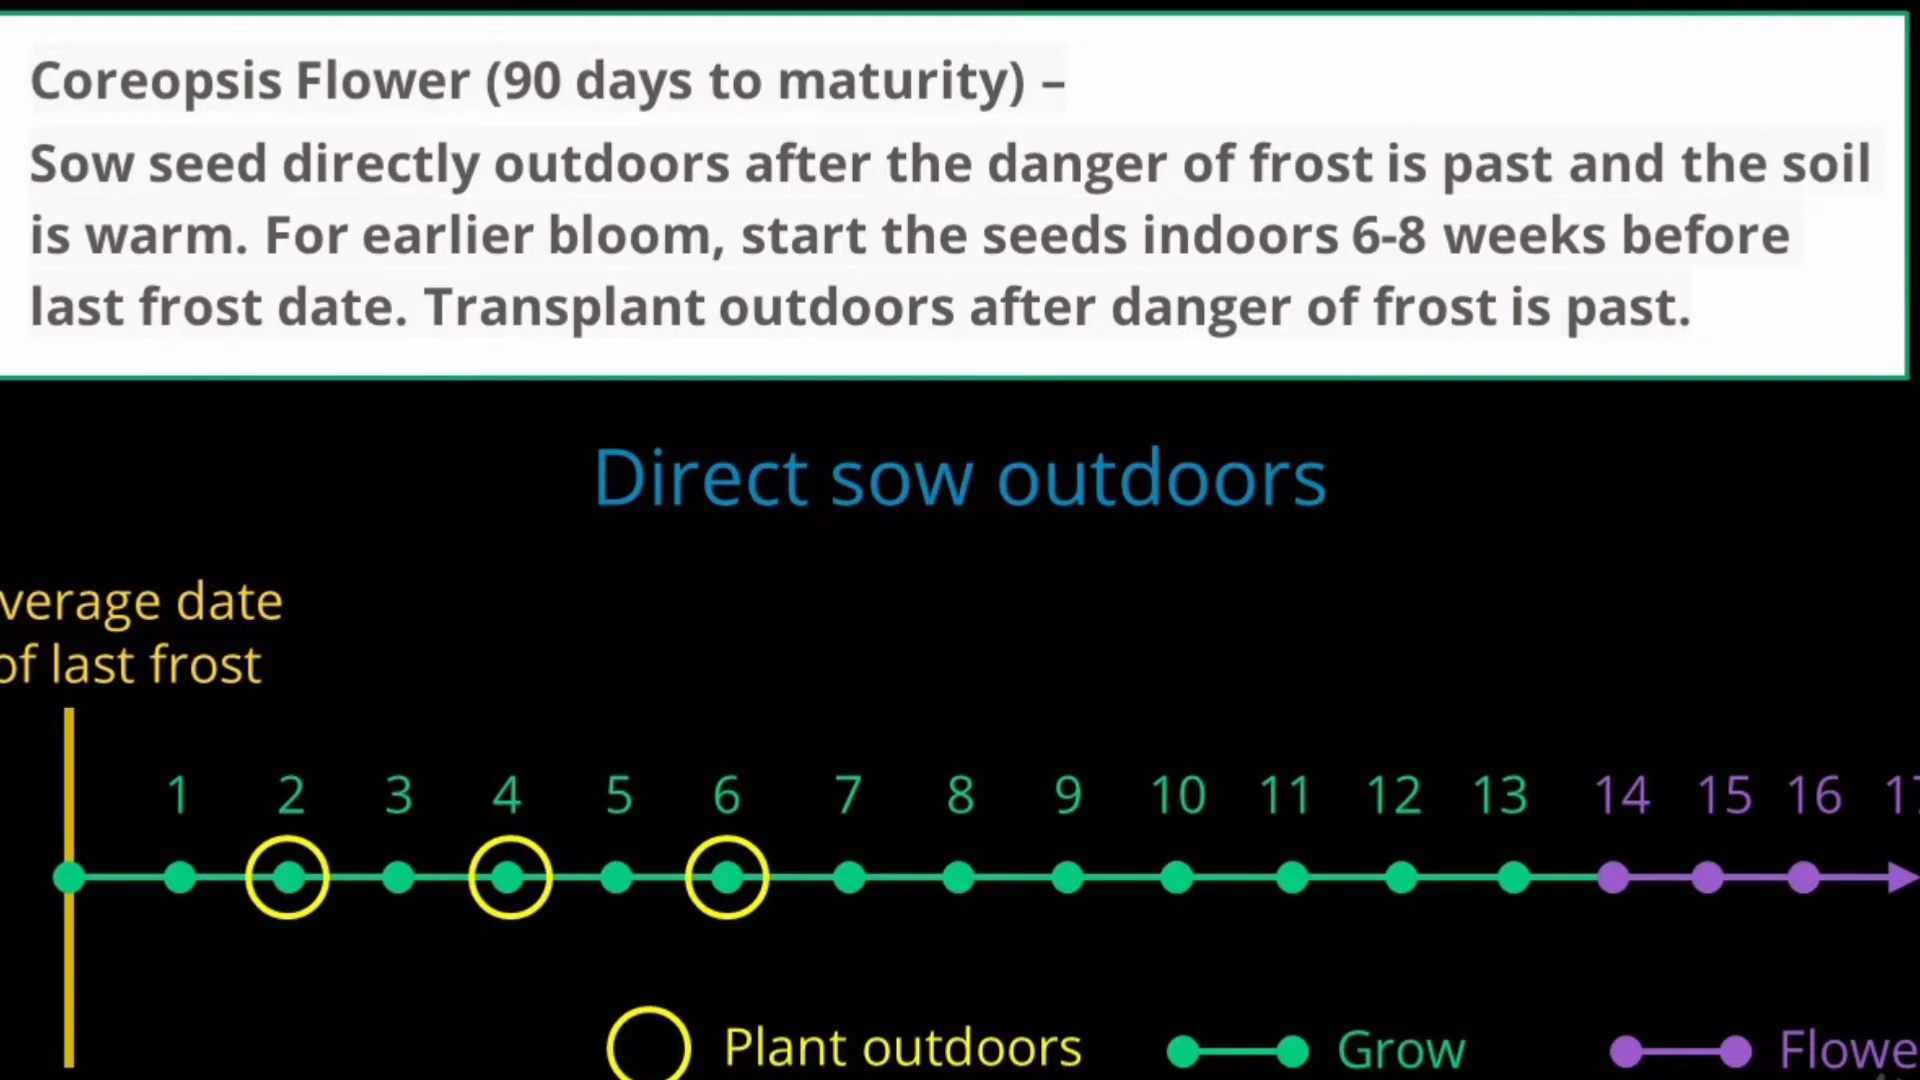 Coreopsis Flower (90 days to maturity) –
Sow seed directly outdoors after the danger of frost is past and the soil
is warm. For earlier bloom, start the seeds indoors 6-8 weeks before
last frost date. Transplant outdoors after danger of frost is past.
Direct sow outdoors
verage date
of last frost
1 2 3 4 5 6 7 8 9 10 11 12 13 14 15 16 17
Plant outdoors Grow Flowe